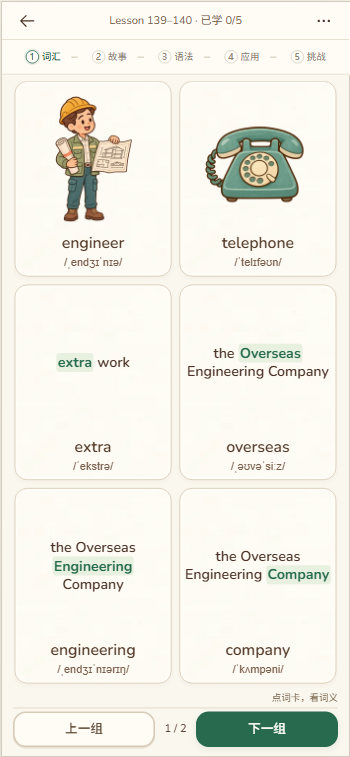 Lesson 139–140 · 已学 0/5
1 词汇 – 2 故事 – 3 语法 – 4 应用 – 5 挑战
engineer
/ˌendʒɪˈnɪə/
telephone
/ˈtelɪfəʊn/
extra work
extra
/ˈekstrə/
the Overseas
Engineering Company
overseas
/ˌəʊvəˈsiːz/
the Overseas
Engineering
Company
engineering
/ˌendʒɪˈnɪərɪŋ/
the Overseas
Engineering Company
company
/ˈkʌmpəni/
点词卡，看词义
上一组
1 / 2
下一组